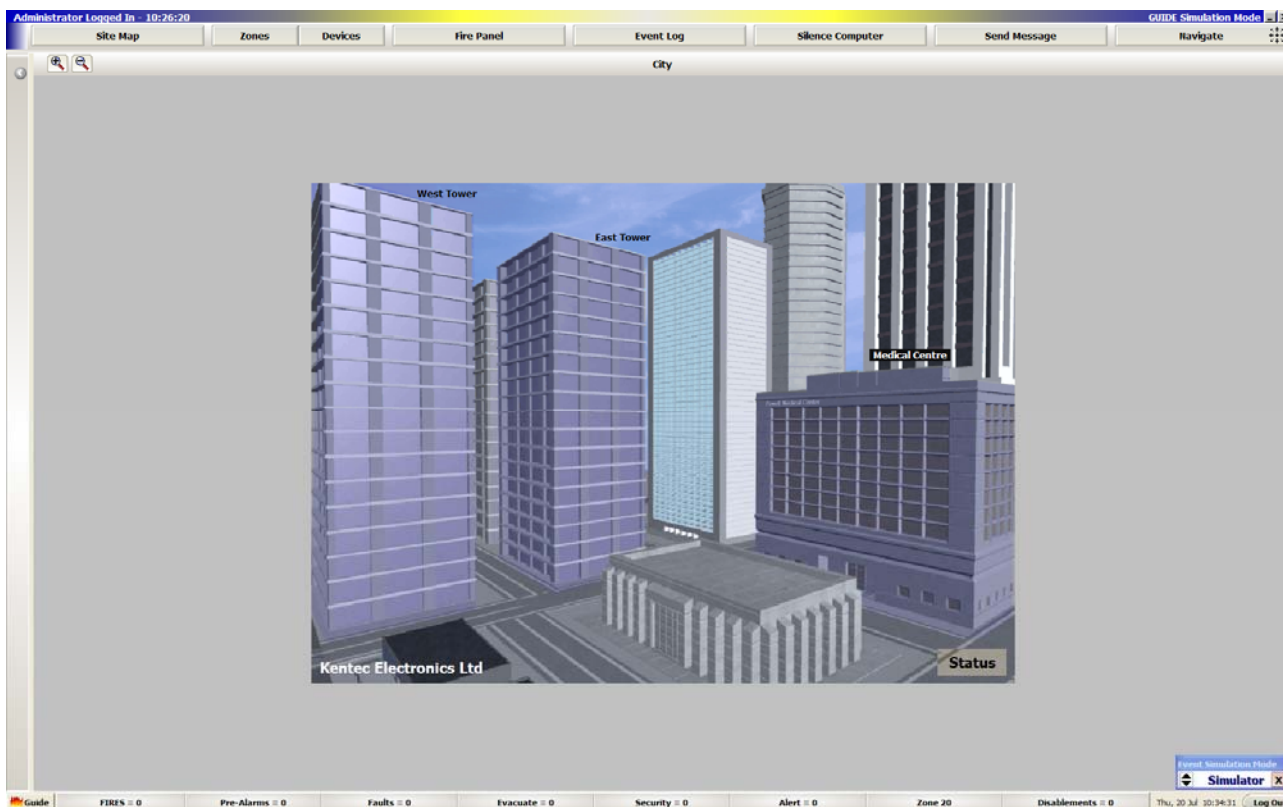 Administrator Logged In - 10:26:20 GUIDE Simulation Mode
Site Map Zones Devices Fire Panel Event Log Silence Computer Send Message Navigate
City
West Tower
East Tower
Medical Centre
Kentec Electronics Ltd
Status
Event Simulation Mode
Simulator X
Guide FIRES = 0 Pre-Alarms = 0 Faults = 0 Evacuate = 0 Security = 0 Alert = 0 Zone 20 Disablements = 0 Thu, 20 Jul 10:34:31 Log